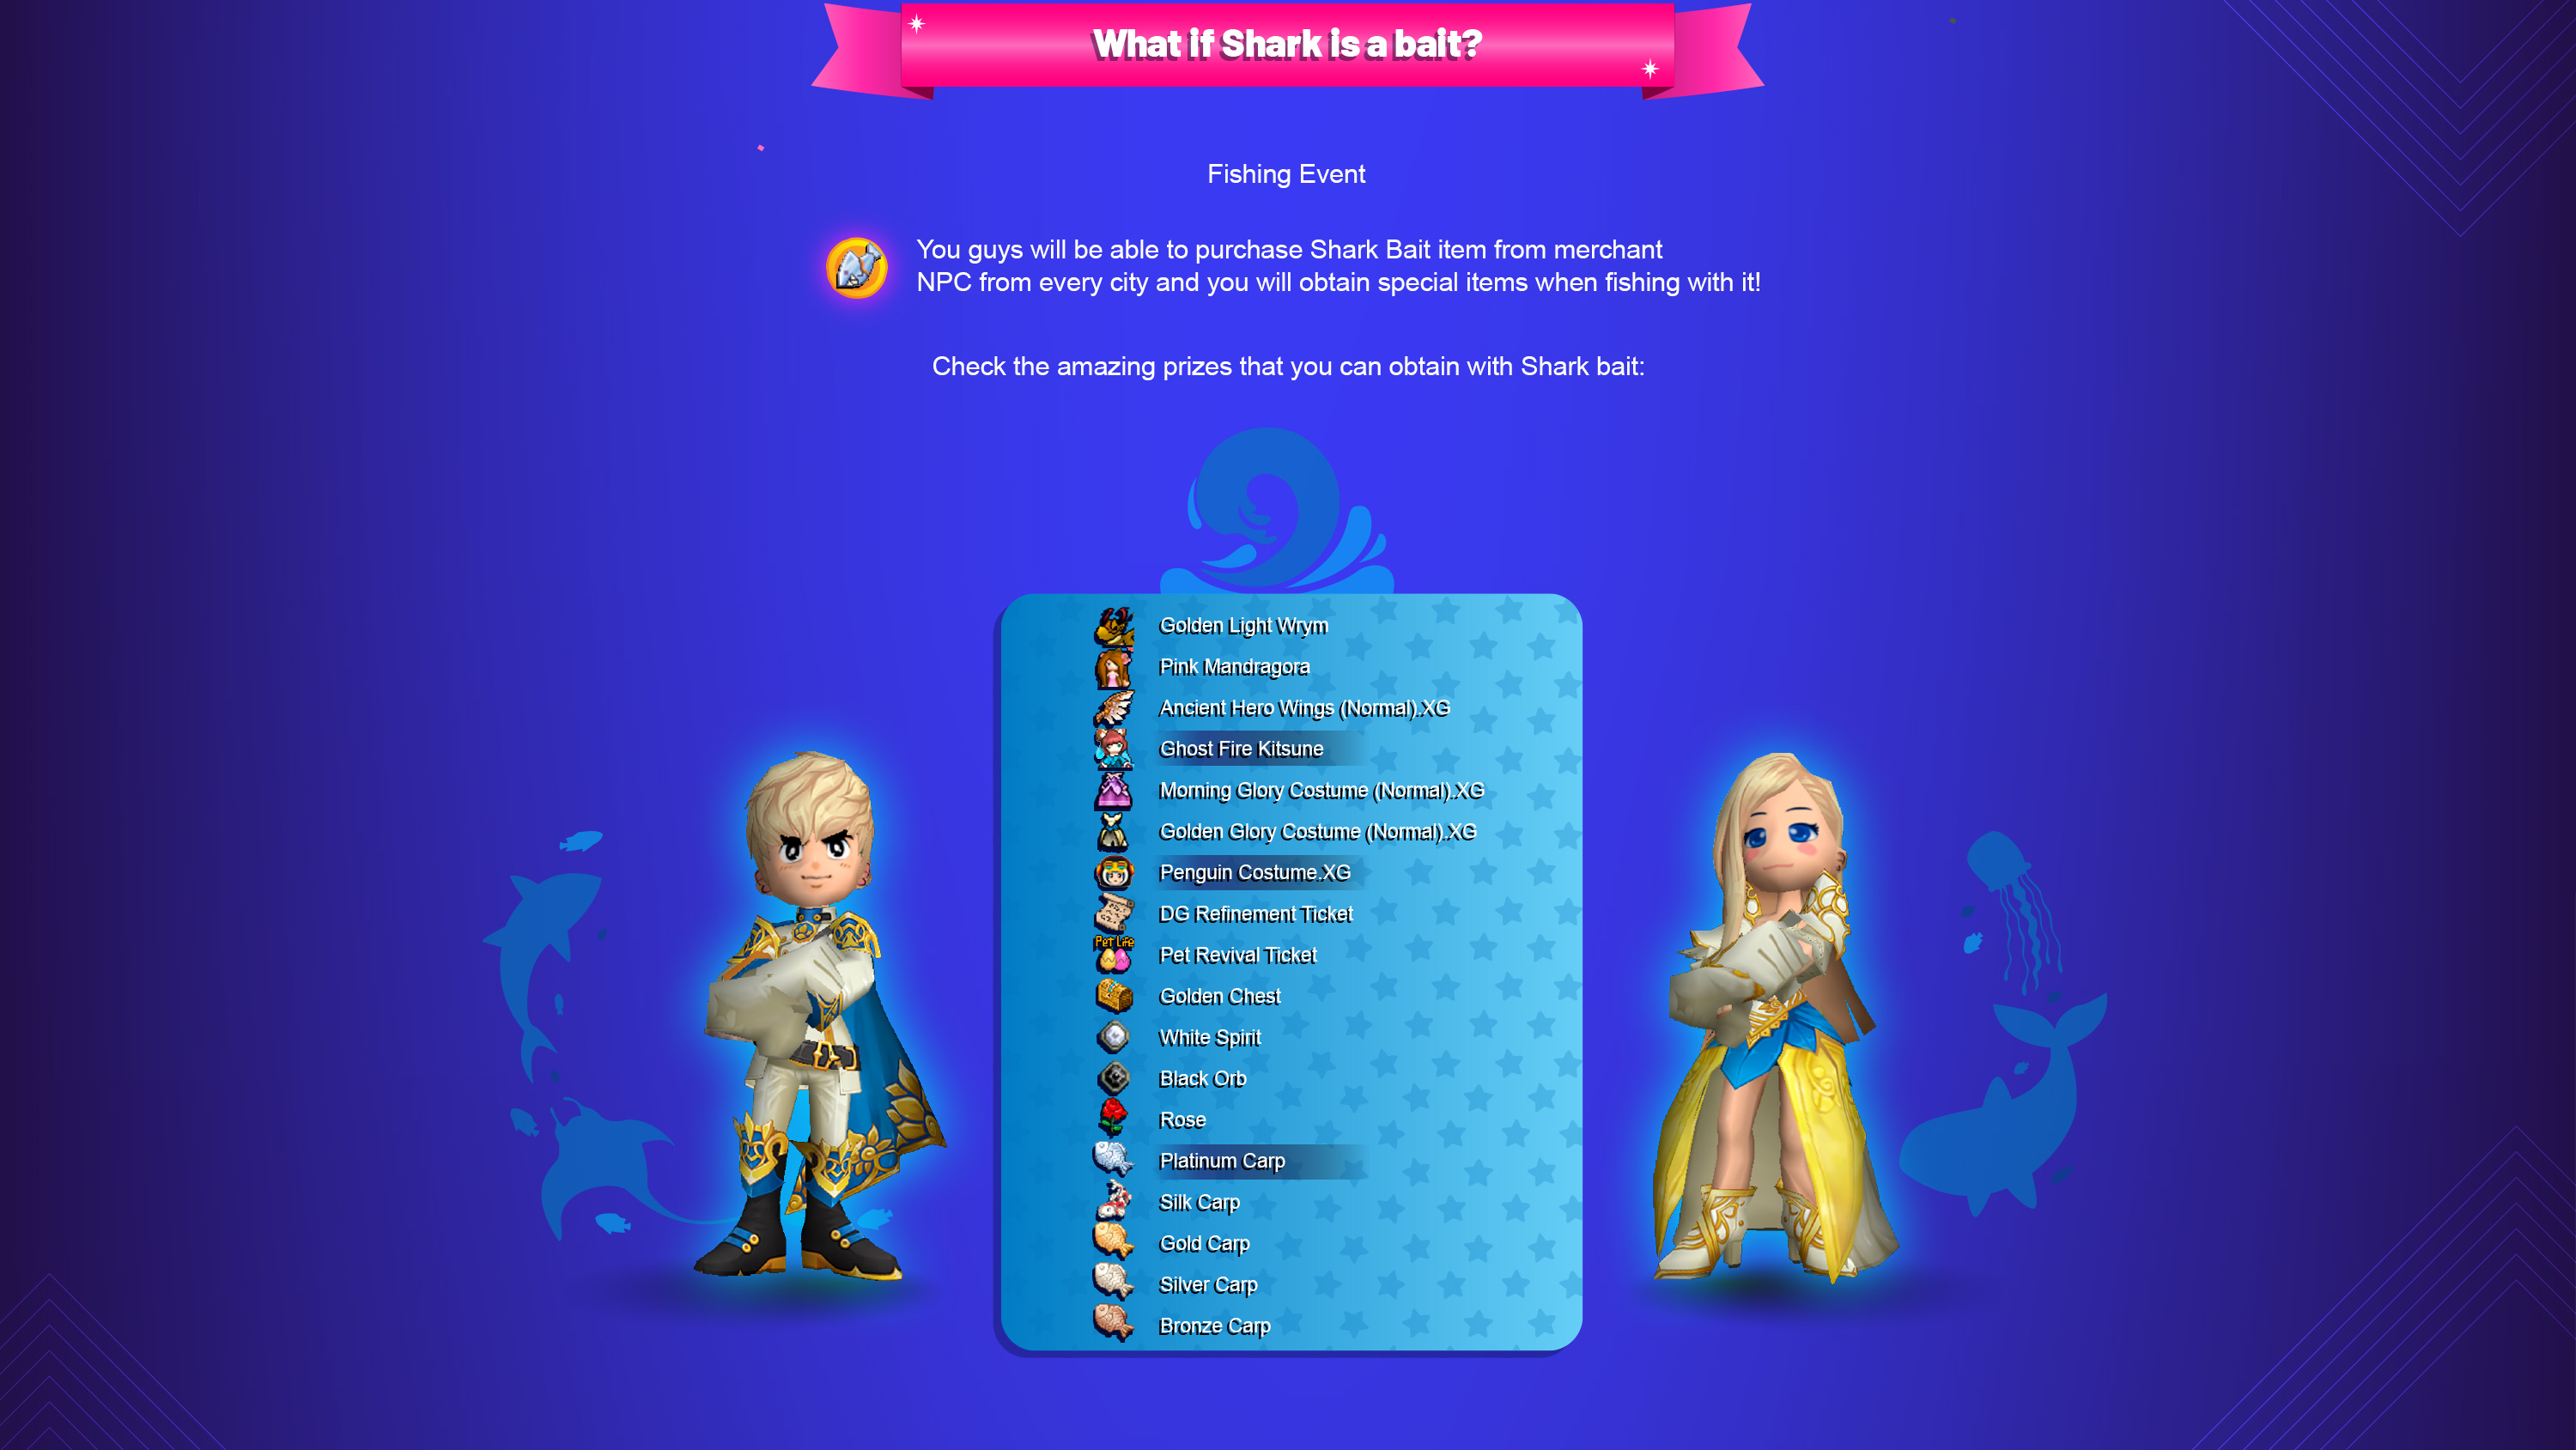 What if Shark is a bait?
Fishing Event
You guys will be able to purchase Shark Bait item from merchant
NPC from every city and you will obtain special items when fishing with it!
Check the amazing prizes that you can obtain with Shark bait:
Golden Light Wrym
Pink Mandragora
Ancient Hero Wings (Normal).XG
Ghost Fire Kitsune
Morning Glory Costume (Normal).XG
Golden Glory Costume (Normal).XG
Penguin Costume.XG
DG Refinement Ticket
Pet Life
Pet Revival Ticket
Golden Chest
White Spirit
Black Orb
Rose
Platinum Carp
Silk Carp
Gold Carp
Silver Carp
Bronze Carp